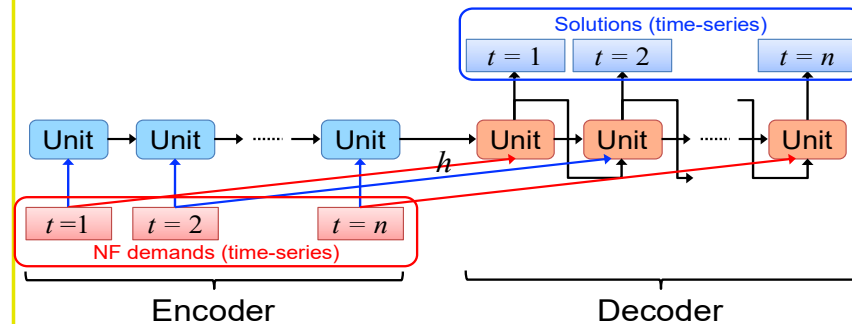 Solutions (time-series)
t = 1 t = 2 t = n
Unit Unit Unit Unit Unit Unit
h
t =1 t = 2 t = n
NF demands (time-series)
Encoder Decoder